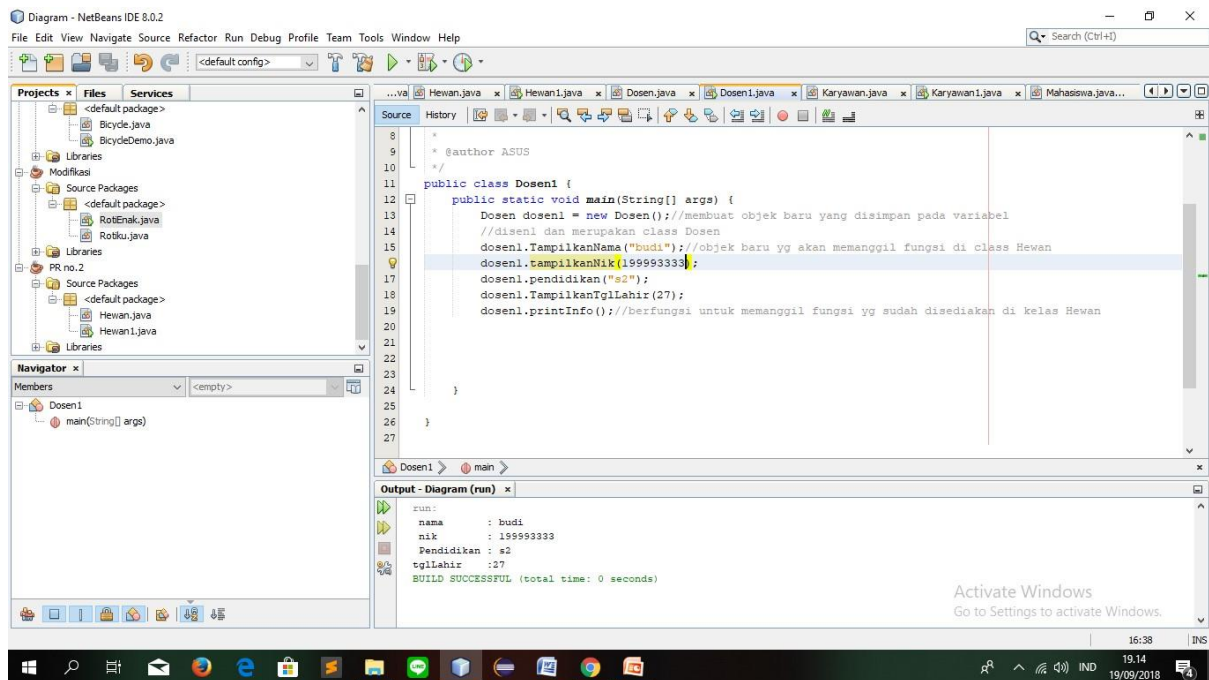 Diagram - NetBeans IDE 8.0.2
File Edit View Navigate Source Refactor Run Debug Profile Team Tools Window Help
Search (Ctrl+I)
<default config>
Projects Files Services
<default package>
Bicycle.java
BicycleDemo.java
Libraries
Modifikasi
Source Packages
<default package>
RotiEnak.java
Rotiku.java
Libraries
PR no.2
Source Packages
<default package>
Hewan.java
Hewan1.java
Libraries
Navigator
Members <empty>
Dosen1
main(String[] args)
...va Hewan.java Hewan1.java Dosen.java Dosen1.java Karyawan.java Karyawan1.java Mahasiswa.java...
Source History
8 *
9 * @author ASUS
10 */
11 public class Dosen1 {
12 public static void main(String[] args) {
13 Dosen dosen1 = new Dosen();//membuat objek baru yang disimpan pada variabel
14 //disen1 dan merupakan class Dosen
15 dosen1.TampilkanNama("budi");//objek baru yg akan memanggil fungsi di class Hewan
dosen1.tampilkanNik(199993333);
17 dosen1.pendidikan("s2");
18 dosen1.TampilkanTglLahir(27);
19 dosen1.printInfo();//berfungsi untuk memanggil fungsi yg sudah disediakan di kelas Hewan
20
21
22
23
24 }
25
26 }
27
Dosen1 main
Output - Diagram (run)
run:
nama : budi
nik : 199993333
Pendidikan : s2
tglLahir :27
BUILD SUCCESSFUL (total time: 0 seconds)
Activate Windows
Go to Settings to activate Windows.
16:38 INS
IND
19.14
19/09/2018
4